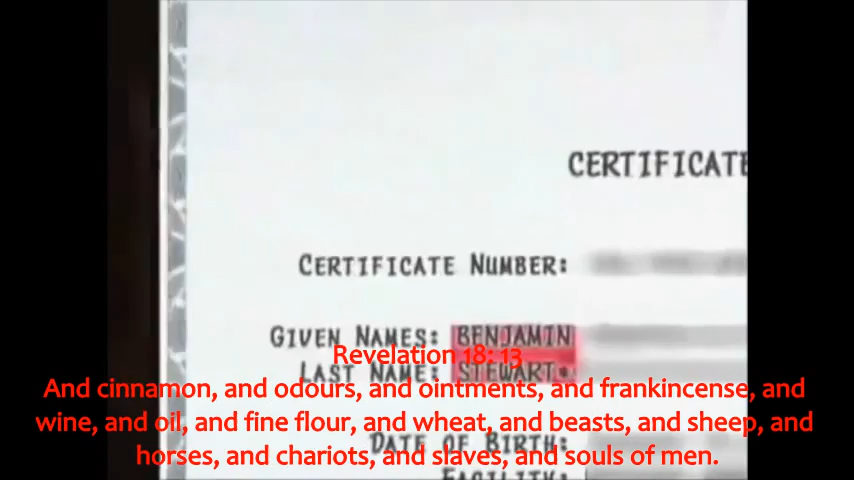 CERTIFICATE
CERTIFICATE NUMBER:
GIVEN NAMES: BENJAMIN
Revelation 18: 13
LAST NAME: STEWART
And cinnamon, and odours, and ointments, and frankincense, and
wine, and oil, and fine flour, and wheat, and beasts, and sheep, and
DATE OF BIRTH:
horses, and chariots, and slaves, and souls of men.
FACILITY: